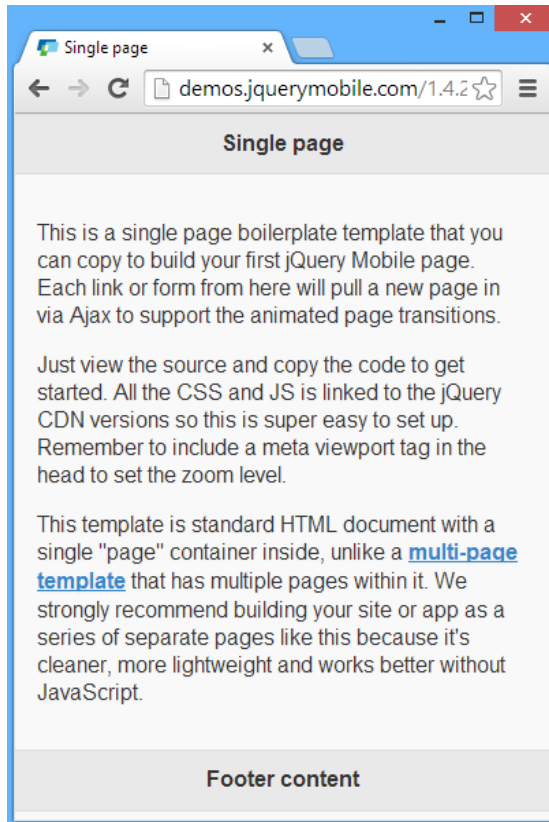 Single page
demos.jquerymobile.com/1.4.2
Single page
This is a single page boilerplate template that you
can copy to build your first jQuery Mobile page.
Each link or form from here will pull a new page in
via Ajax to support the animated page transitions.
Just view the source and copy the code to get
started. All the CSS and JS is linked to the jQuery
CDN versions so this is super easy to set up.
Remember to include a meta viewport tag in the
head to set the zoom level.
This template is standard HTML document with a
single "page" container inside, unlike a multi-page
template that has multiple pages within it. We
strongly recommend building your site or app as a
series of separate pages like this because it's
cleaner, more lightweight and works better without
JavaScript.
Footer content